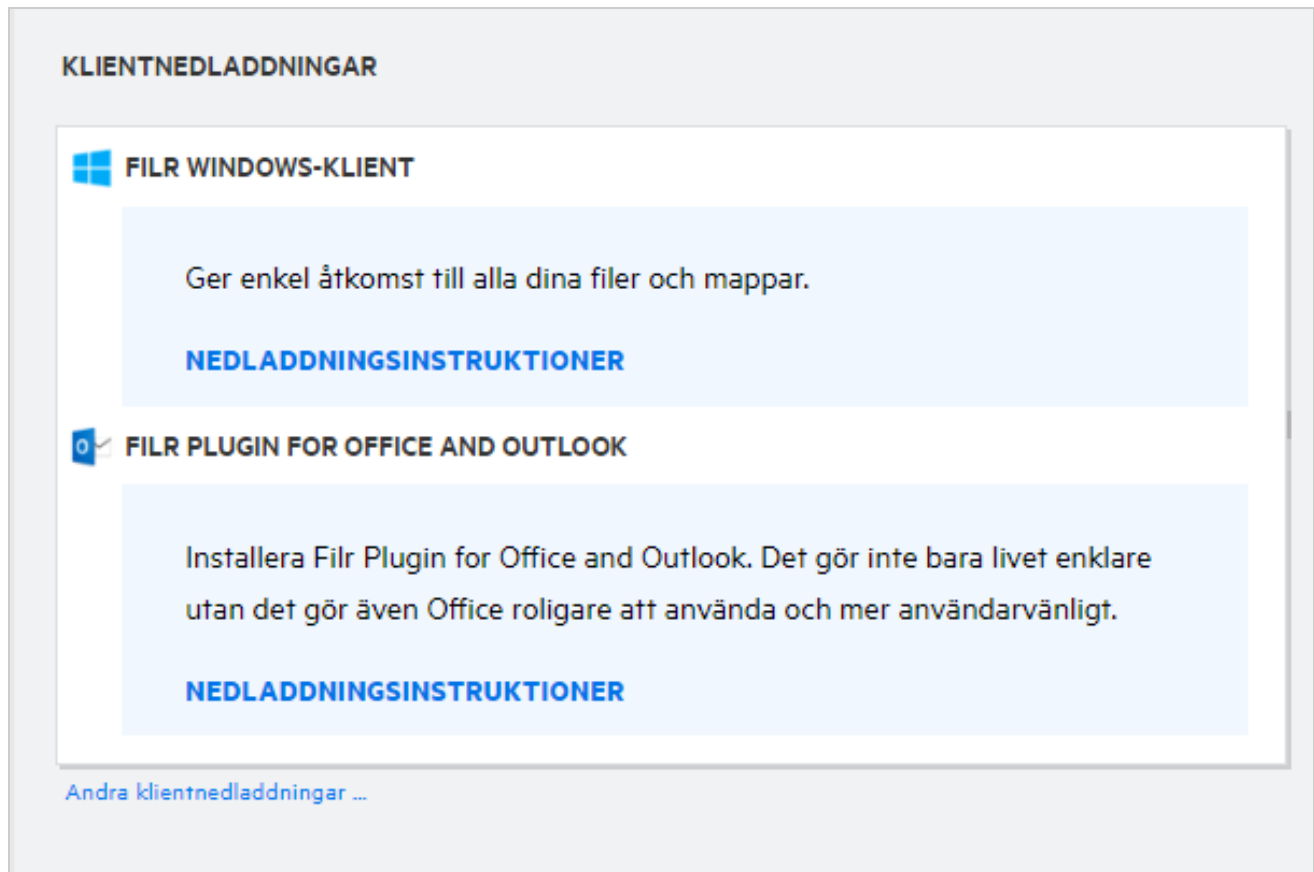 KLIENTNEDLADDNINGAR
FILR WINDOWS-KLIENT
Ger enkel åtkomst till alla dina filer och mappar.
NEDLADDNINGSINSTRUKTIONER
FILR PLUGIN FOR OFFICE AND OUTLOOK
Installera Filr Plugin for Office and Outlook. Det gör inte bara livet enklare
utan det gör även Office roligare att använda och mer användarvänligt.
NEDLADDNINGSINSTRUKTIONER
Andra klientnedladdningar ...